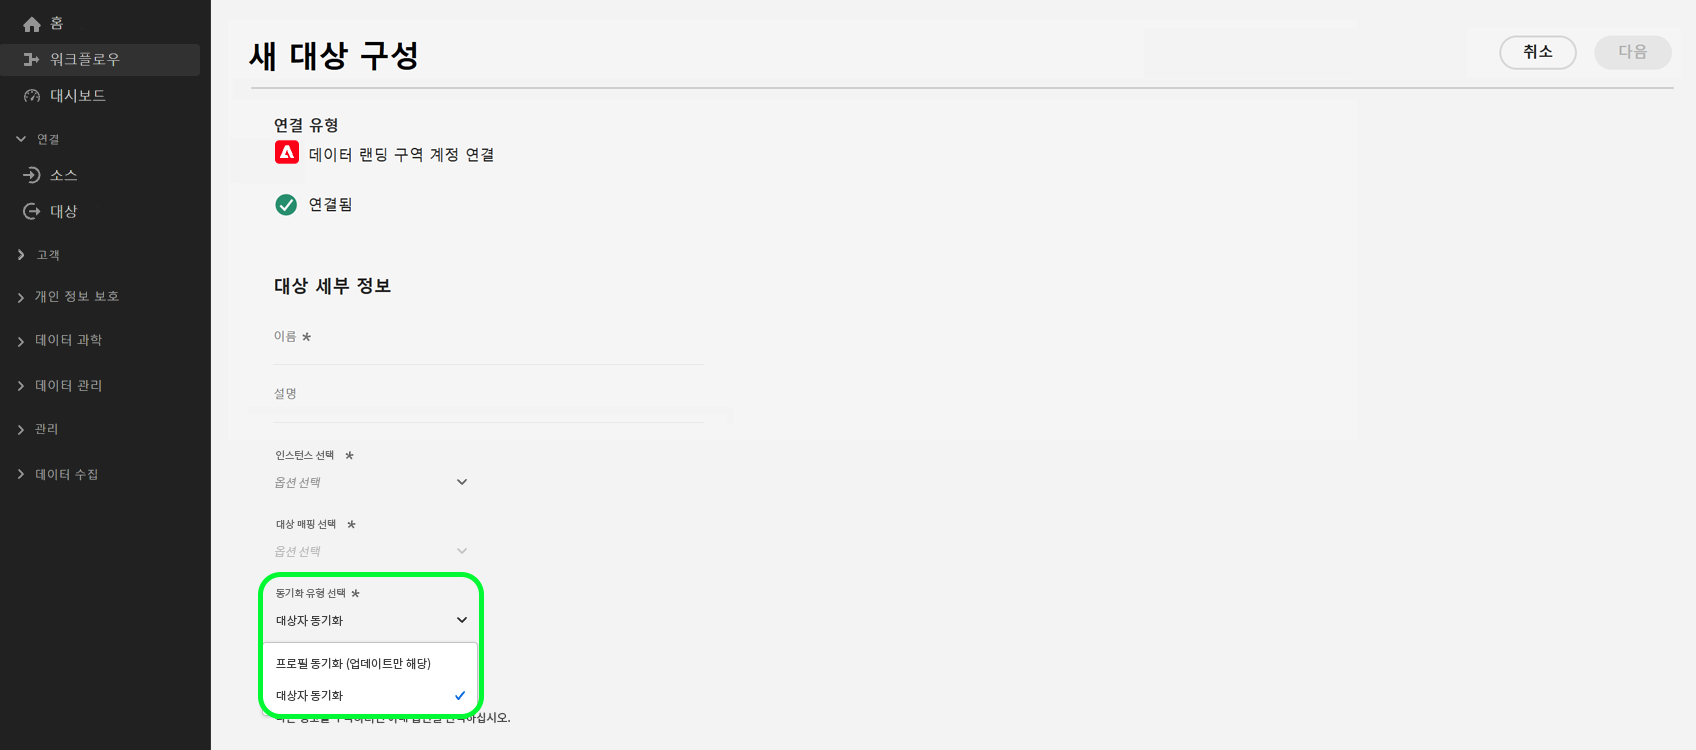 홈
워크플로우
대시보드
연결
소스
대상
고객
개인 정보 보호
데이터 과학
데이터 관리
관리
데이터 수집
새 대상 구성
취소
다음
연결 유형
데이터 랜딩 구역 계정 연결
연결됨
대상 세부 정보
이름 *
설명
인스턴스 선택 *
옵션 선택
대상 매핑 선택 *
옵션 선택
동기화 유형 선택 *
대상자 동기화
프로필 동기화 (업데이트만 해당)
대상자 동기화
하십시오.